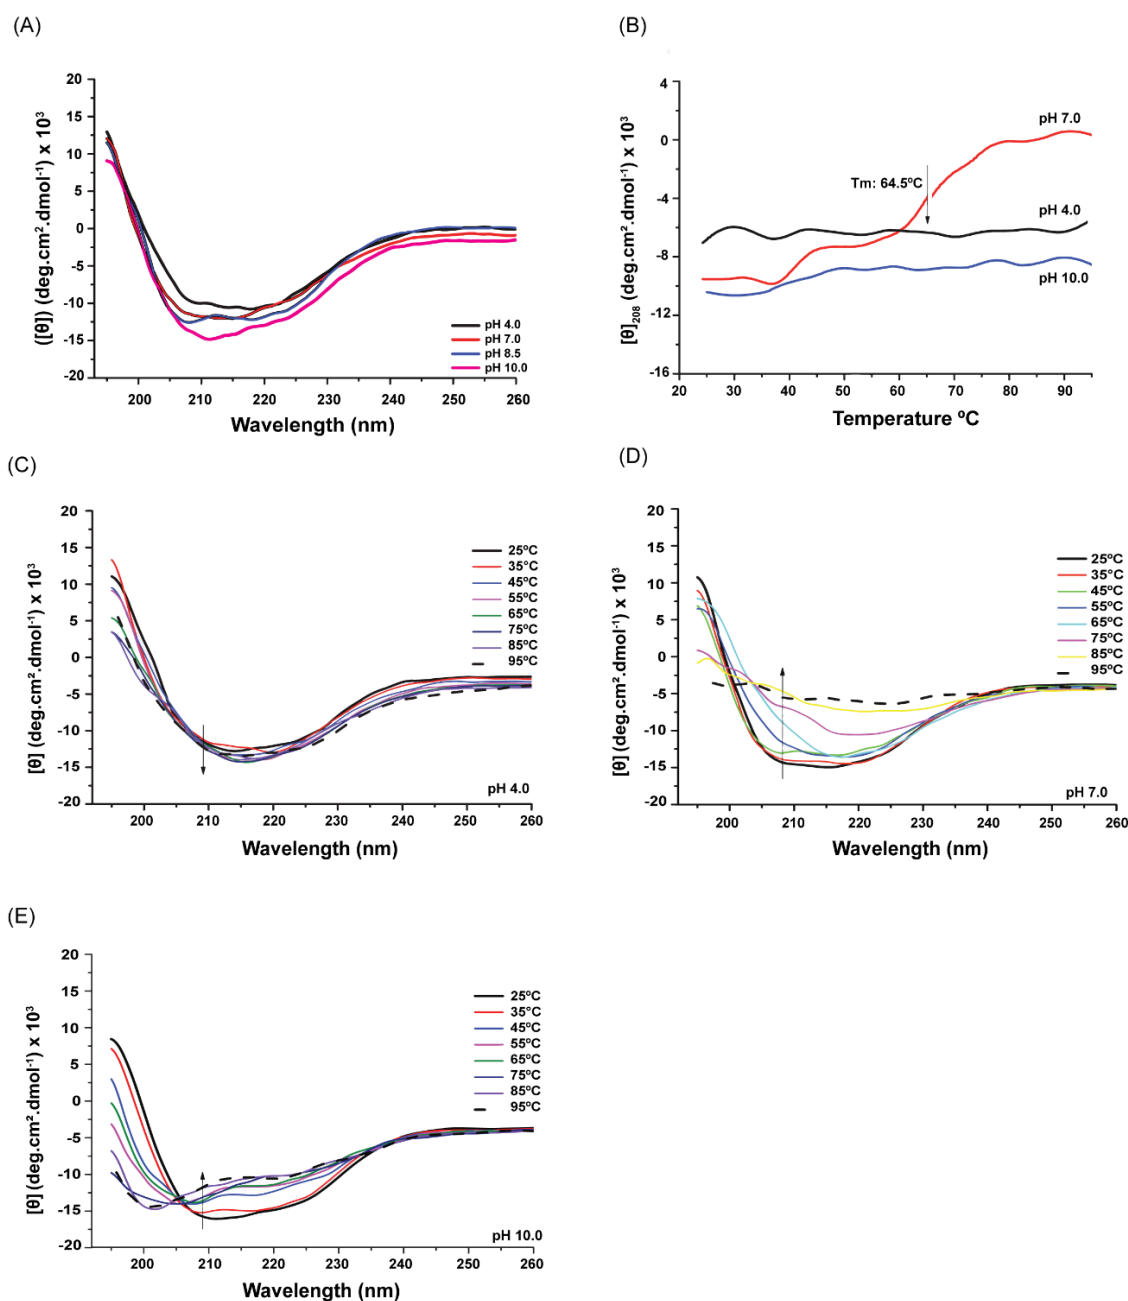 (A)
([θ]) (deg.cm².dmol⁻¹) x 10³
20
15
10
5
0
-5
-10
-15
-20
200 210 220 230 240 250 260
Wavelength (nm)
pH 4.0
pH 7.0
pH 8.5
pH 10.0
(B)
[θ]₂₀₈ (deg.cm².dmol⁻¹) x 10³
4
0
-4
-8
-12
-16
20 30 40 50 60 70 80 90
Temperature ºC
pH 7.0
Tm: 64.5ºC
pH 4.0
pH 10.0
(C)
[θ] (deg.cm².dmol⁻¹) x 10³
20
15
10
5
0
-5
-10
-15
-20
200 210 220 230 240 250 260
Wavelength (nm)
25ºC
35ºC
45ºC
55ºC
65ºC
75ºC
85ºC
95ºC
pH 4.0
(D)
[θ] (deg.cm².dmol⁻¹) x 10³
20
15
10
5
0
-5
-10
-15
-20
200 210 220 230 240 250 260
Wavelength (nm)
25ºC
35ºC
45ºC
55ºC
65ºC
75ºC
85ºC
95ºC
pH 7.0
(E)
[θ] (deg.cm².dmol⁻¹) x 10³
20
15
10
5
0
-5
-10
-15
-20
200 210 220 230 240 250 260
Wavelength (nm)
25ºC
35ºC
45ºC
55ºC
65ºC
75ºC
85ºC
95ºC
pH 10.0